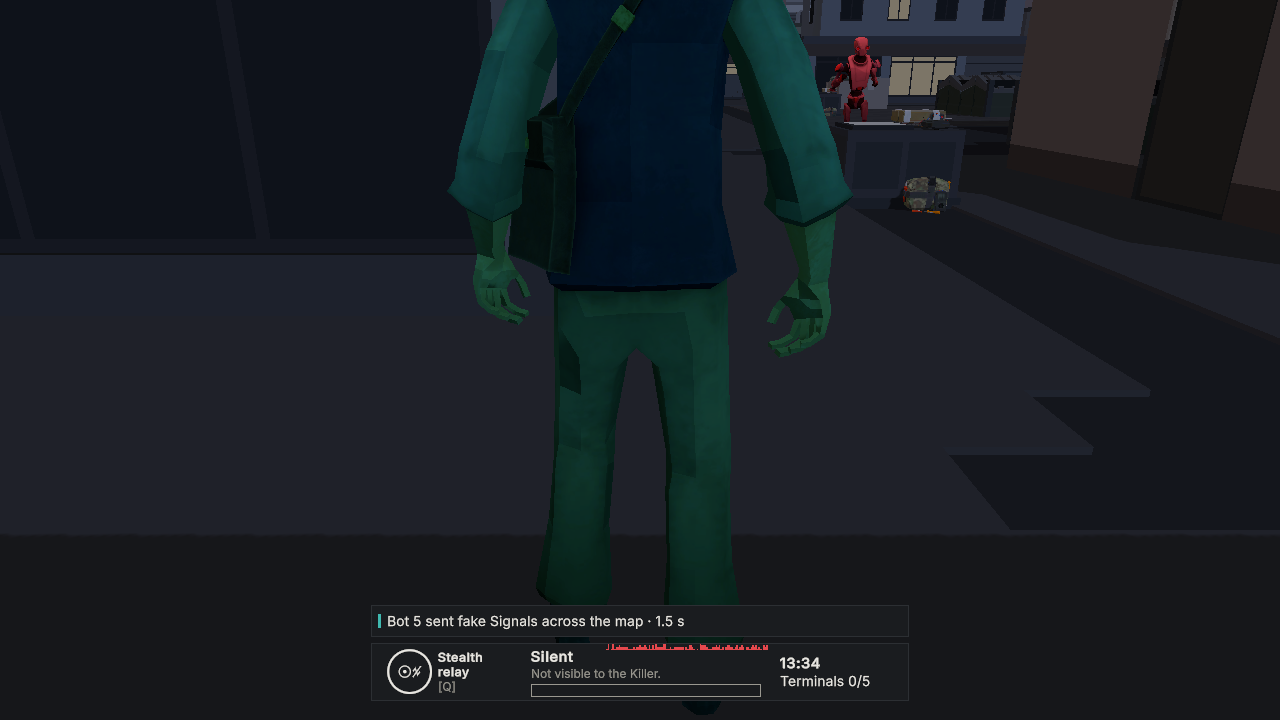 Bot 5 sent fake Signals across the map · 1.5 s
Stealth
relay
[Q]
Silent
Not visible to the Killer.
13:34
Terminals 0/5